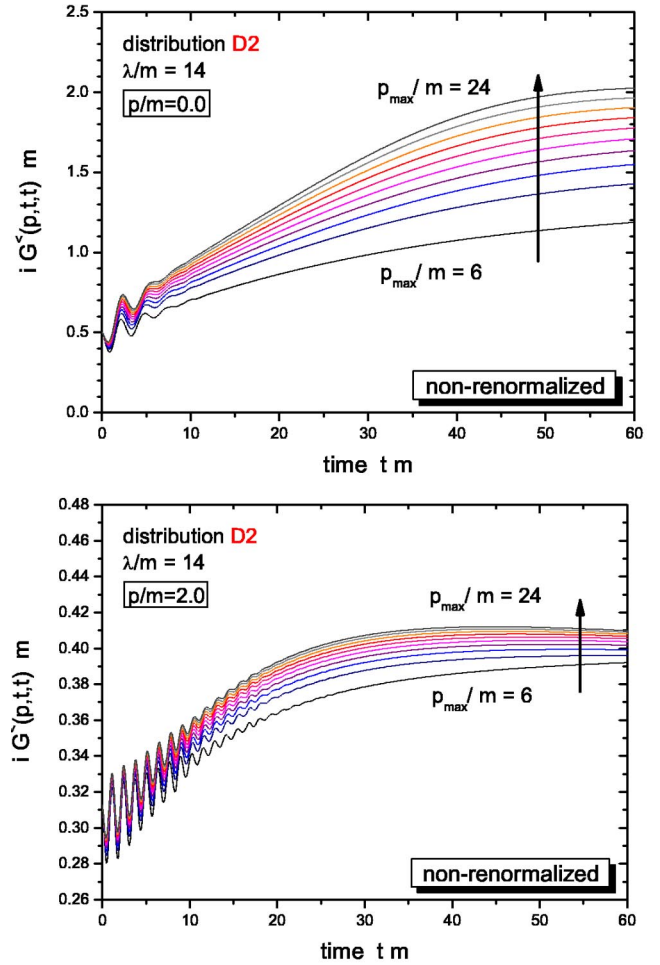 2.5
2.0
1.5
1.0
0.5
0.0
i G<(p,t,t) m
distribution D2
λ/m = 14
p/m=0.0
p_max/ m = 24
p_max/ m = 6
non-renormalized
0 10 20 30 40 50 60
time t m
0.48
0.46
0.44
0.42
0.40
0.38
0.36
0.34
0.32
0.30
0.28
0.26
i G<(p,t,t) m
distribution D2
λ/m = 14
p/m=2.0
p_max/ m = 24
p_max/ m = 6
non-renormalized
0 10 20 30 40 50 60
time t m